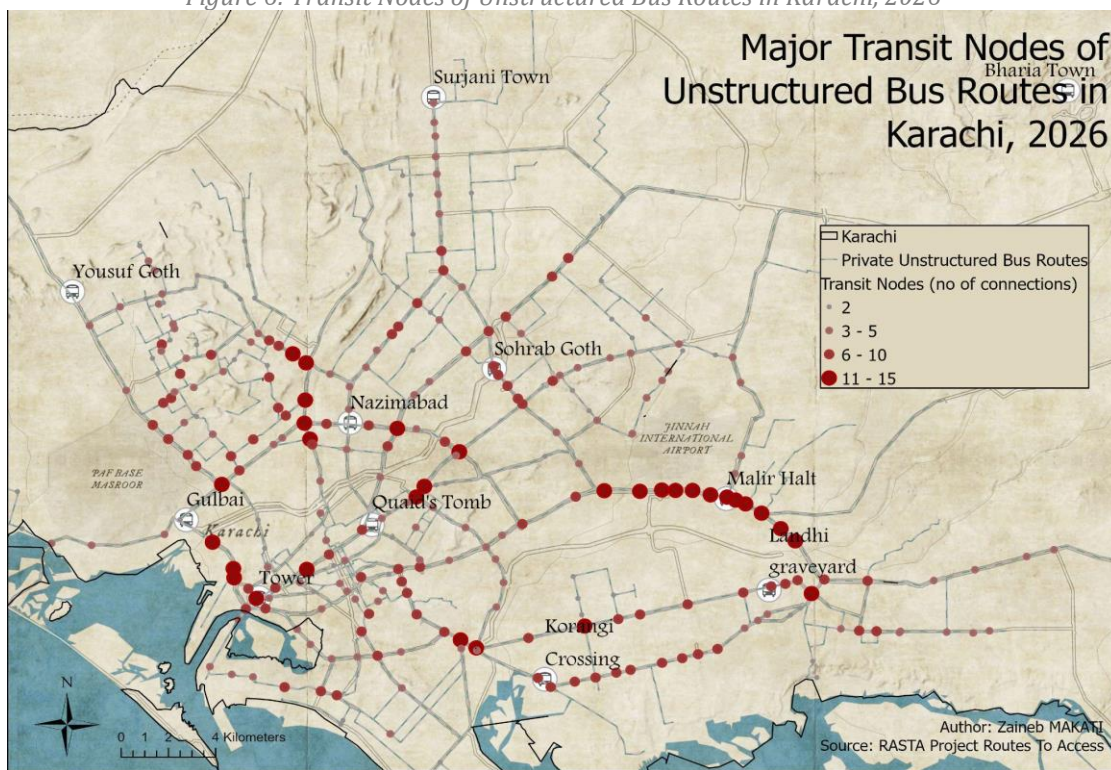 Figure 6: Transit Nodes of Unstructured Bus Routes in Karachi, 2026
Major Transit Nodes of
Unstructured Bus Routes in
Karachi, 2026
Surjani Town
Bharia Town
Karachi
Private Unstructured Bus Routes
Transit Nodes (no of connections)
2
3 - 5
6 - 10
11 - 15
Yousuf Goth
Sohrab Goth
Nazimabad
JINNAH
INTERNATIONAL
AIRPORT
PAF BASE
MASROOR
Malir Halt
Gulbai
Quaid's Tomb
Karachi
Landhi
graveyard
Tower
Korangi
Crossing
N
0 1 2 4 Kilometers
Author: Zaineb MAKATI
Source: RASTA Project Routes To Access